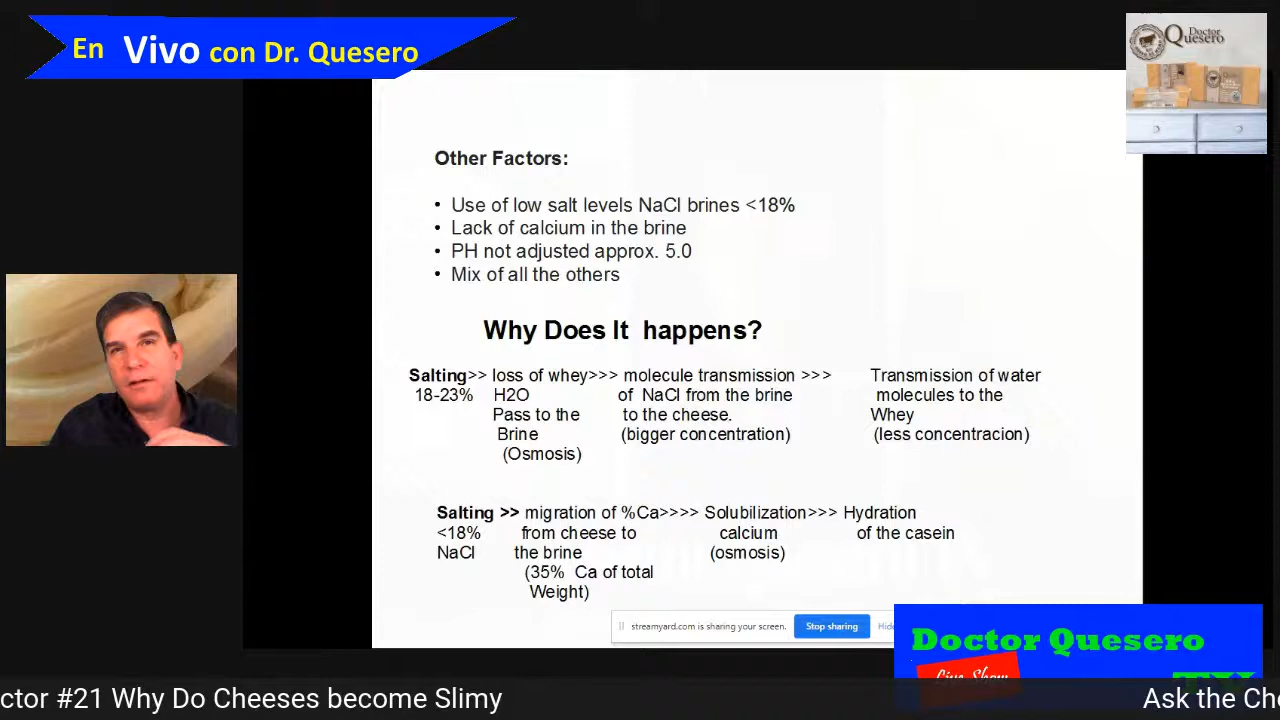 En Vivo con Dr. Quesero
Doctor
Quesero
Other Factors:
• Use of low salt levels NaCl brines <18%
• Lack of calcium in the brine
• PH not adjusted approx. 5.0
• Mix of all the others
Why Does It happens?
Salting>> loss of whey>>> molecule transmission >>> Transmission of water
18-23% H2O of NaCl from the brine molecules to the
Pass to the to the cheese. Whey
Brine (bigger concentration) (less concentracion)
(Osmosis)
Salting >> migration of %Ca>>>> Solubilization>>> Hydration
<18% from cheese to calcium of the casein
NaCl the brine (osmosis)
(35% Ca of total
Weight)
streamyard.com is sharing your screen. Stop sharing Hide
Doctor Quesero
Live Show
ctor #21 Why Do Cheeses become Slimy Ask the Che